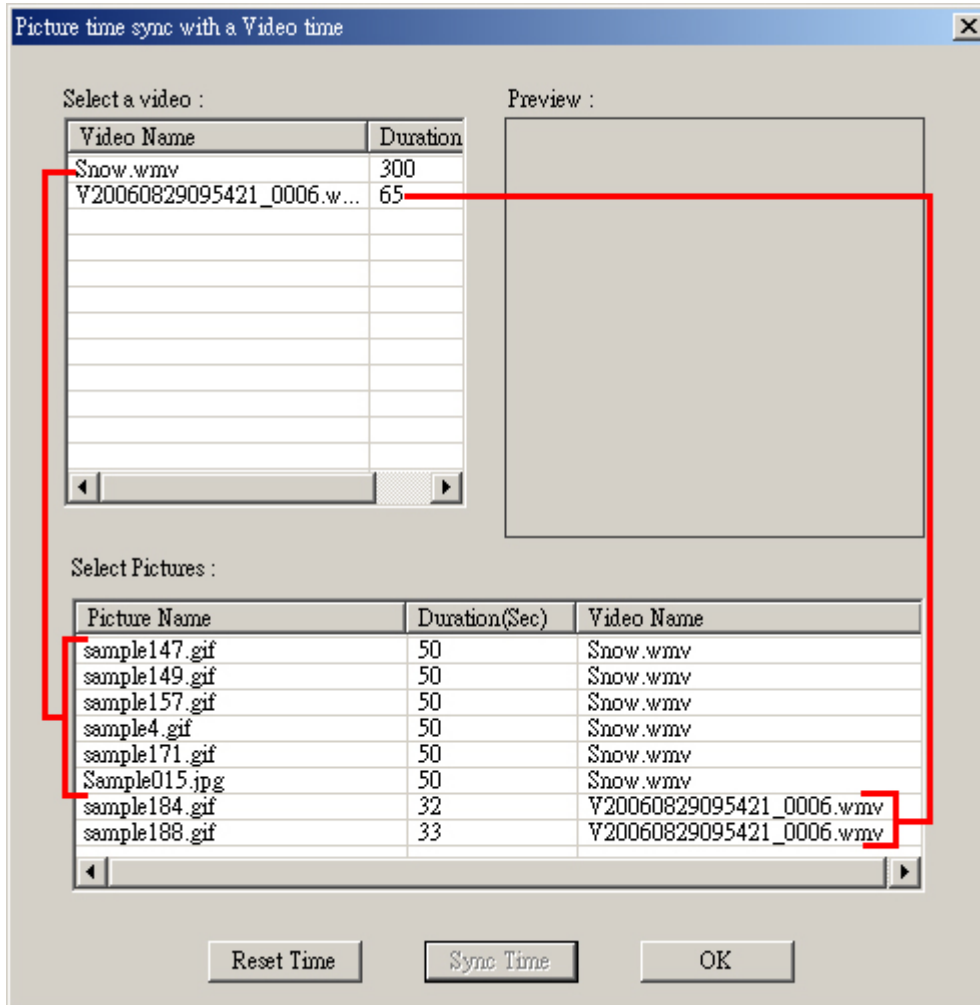 Picture time sync with a Video time
Select a video :
Preview :
Video Name Duration
Snow.wmv 300
V20060829095421_0006.w... 65
Select Pictures :
Picture Name Duration(Sec) Video Name
sample147.gif 50 Snow.wmv
sample149.gif 50 Snow.wmv
sample157.gif 50 Snow.wmv
sample4.gif 50 Snow.wmv
sample171.gif 50 Snow.wmv
Sample015.jpg 50 Snow.wmv
sample184.gif 32 V20060829095421_0006.wmv
sample188.gif 33 V20060829095421_0006.wmv
Reset Time Sync Time OK